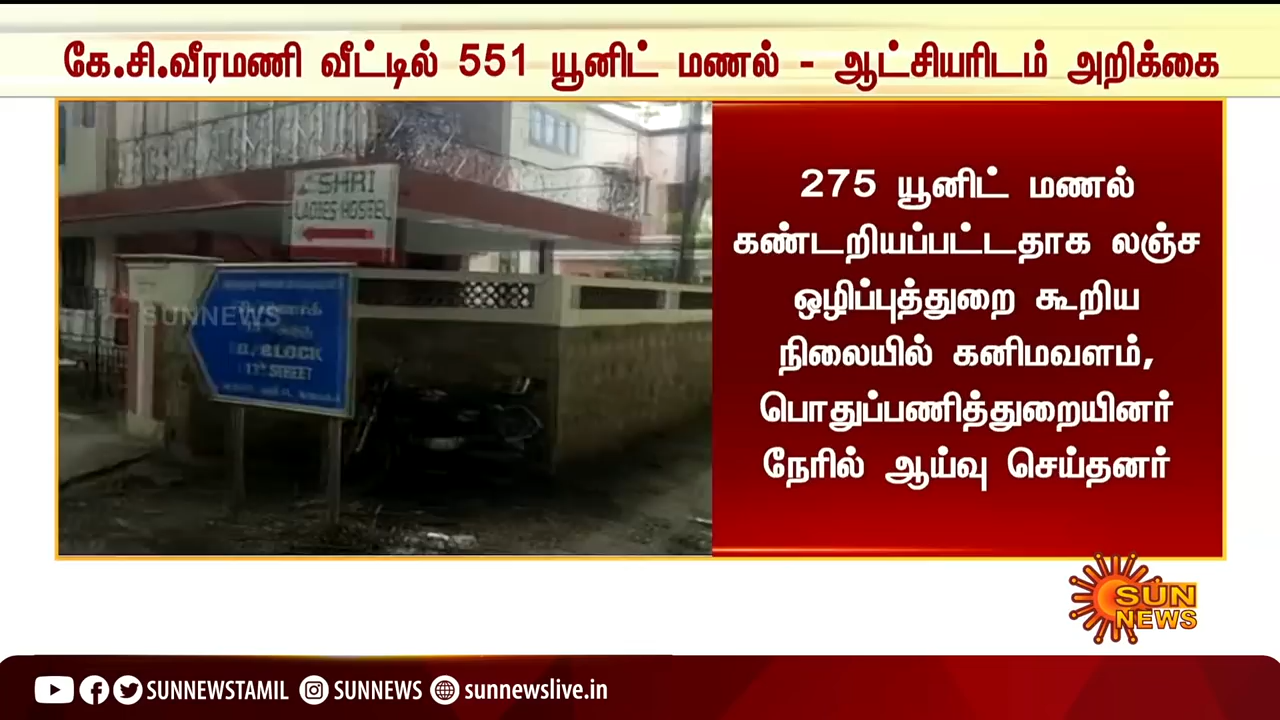 கே.சி.வீரமணி வீட்டில் 551 யூனிட் மணல் - ஆட்சியரிடம் அறிக்கை
SHRI
LADIES HOSTEL
SUNNEWS
BLOCK
11th STREET
275 யூனிட் மணல்
கண்டறியப்பட்டதாக லஞ்ச
ஒழிப்புத்துறை கூறிய
நிலையில் கனிமவளம்,
பொதுப்பணித்துறையினர்
நேரில் ஆய்வு செய்தனர்
SUN
NEWS
SUNNEWSTAMIL SUNNEWS sunnewslive.in